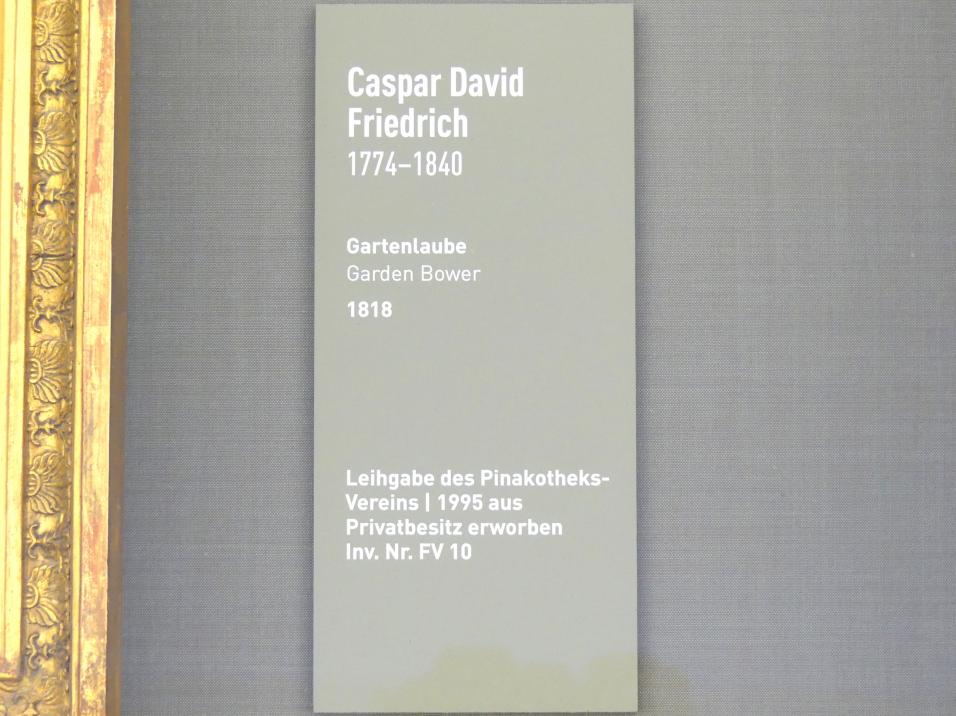 Caspar David
Friedrich
1774–1840
Gartenlaube
Garden Bower
1818
Leihgabe des Pinakotheks-
Vereins | 1995 aus
Privatbesitz erworben
Inv. Nr. FV 10